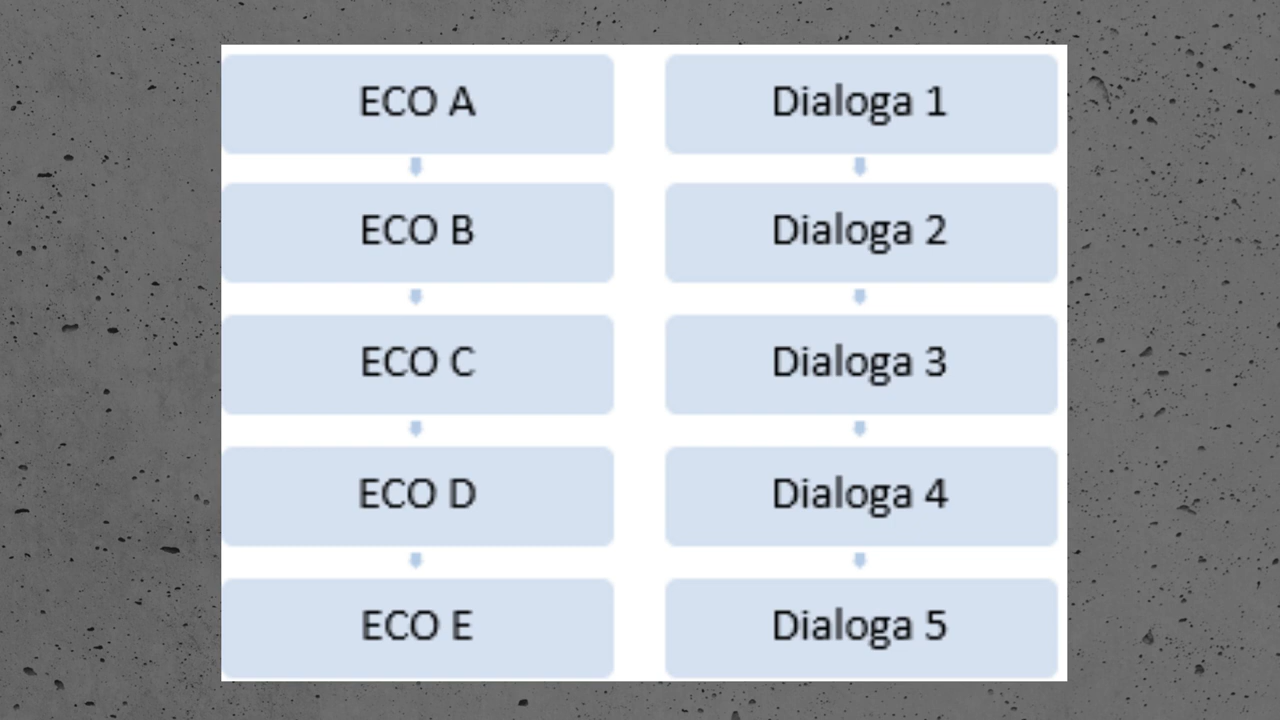 ECO A
Dialoga 1
ECO B
Dialoga 2
ECO C
Dialoga 3
ECO D
Dialoga 4
ECO E
Dialoga 5